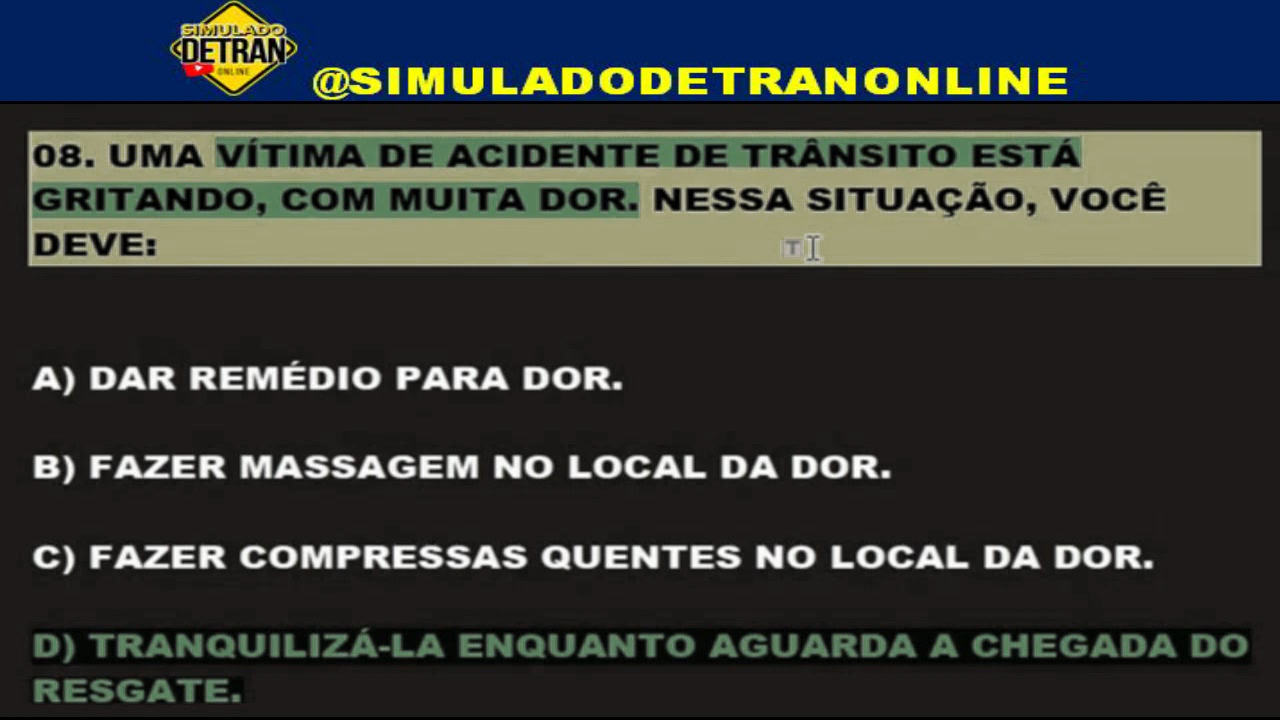 SIMULADO
DETRAN
ONLINE
@SIMULADODETRANONLINE
08. UMA VÍTIMA DE ACIDENTE DE TRÂNSITO ESTÁ
GRITANDO, COM MUITA DOR. NESSA SITUAÇÃO, VOCÊ
DEVE:
A) DAR REMÉDIO PARA DOR.
B) FAZER MASSAGEM NO LOCAL DA DOR.
C) FAZER COMPRESSAS QUENTES NO LOCAL DA DOR.
D) TRANQUILIZÁ-LA ENQUANTO AGUARDA A CHEGADA DO
RESGATE.